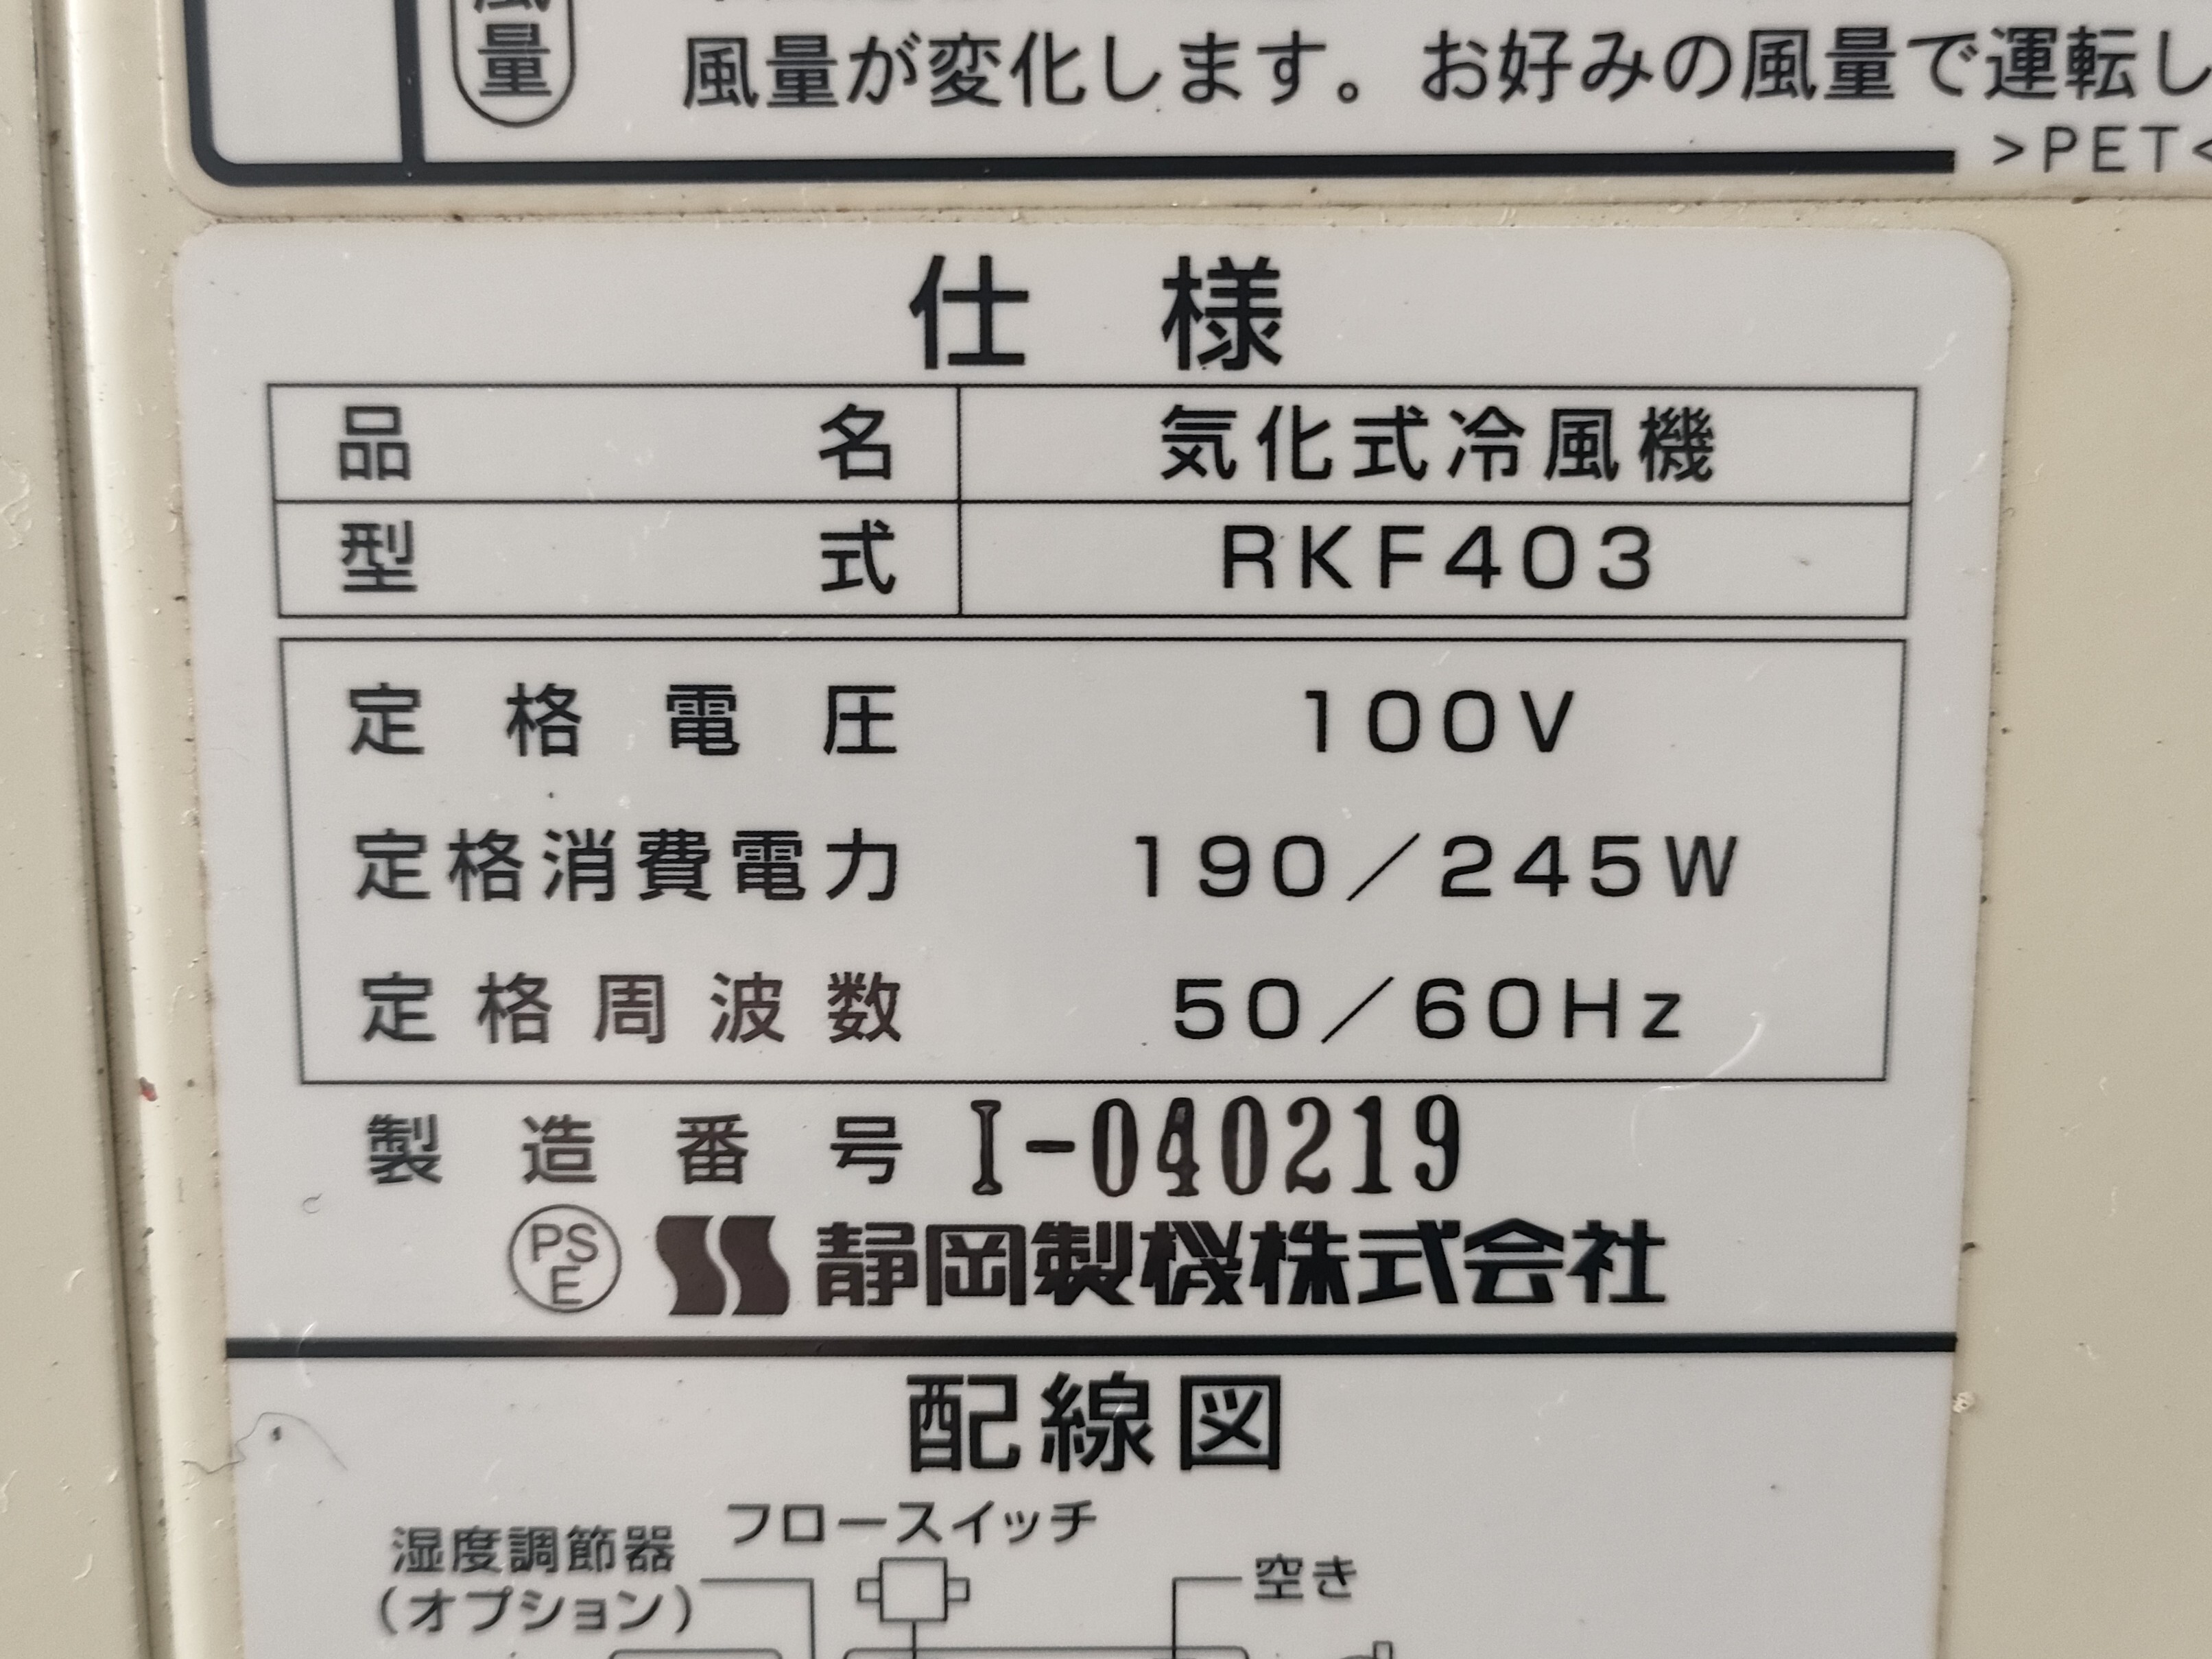 風量
風量が変化します。お好みの風量で運転し
>PET<
仕様
品名 気化式冷風機
型式 RKF403
定格電圧 100V
定格消費電力 190/245W
定格周波数 50/60Hz
製造番号 I-040219
PSE 静岡製機株式会社
配線図
フロースイッチ
湿度調節器
(オプション)
空き